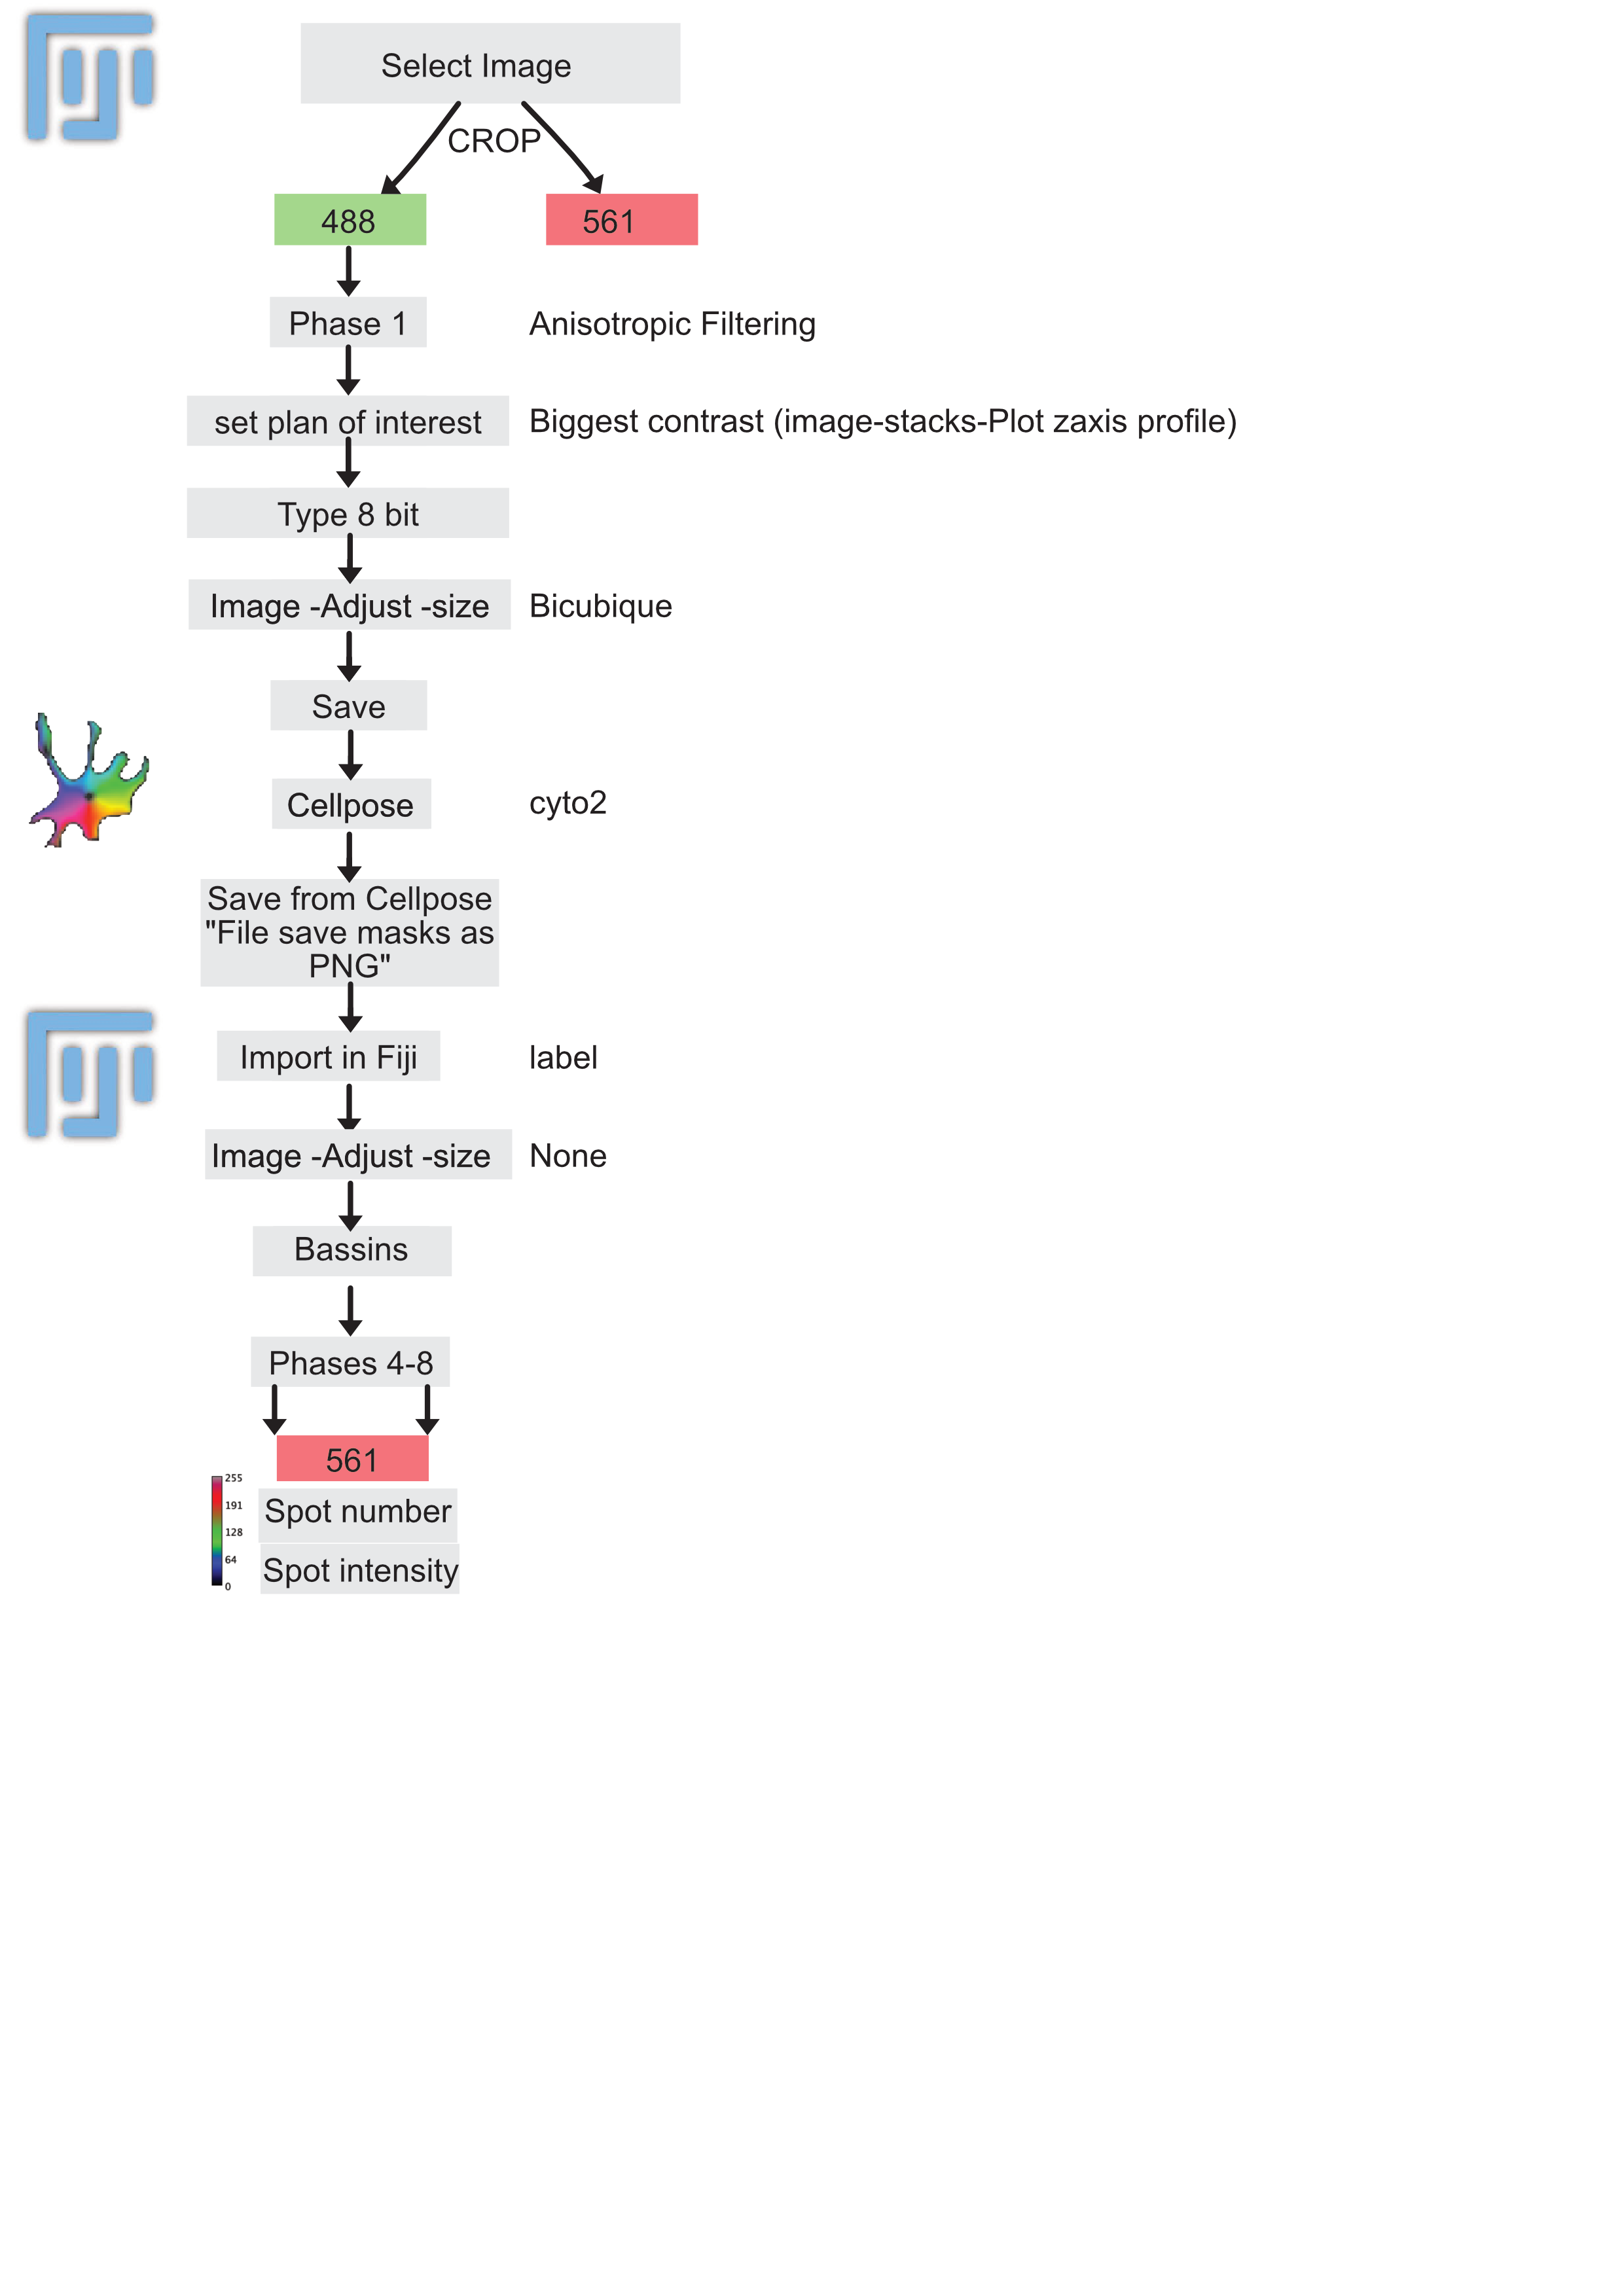 Select Image
CROP
488
561
Phase 1
Anisotropic Filtering
set plan of interest
Biggest contrast (image-stacks-Plot zaxis profile)
Type 8 bit
Image -Adjust -size
Bicubique
Save
Cellpose
cyto2
Save from Cellpose
"File save masks as
PNG"
Import in Fiji
label
Image -Adjust -size
None
Bassins
Phases 4-8
561
255
191
128
64
0
Spot number
Spot intensity